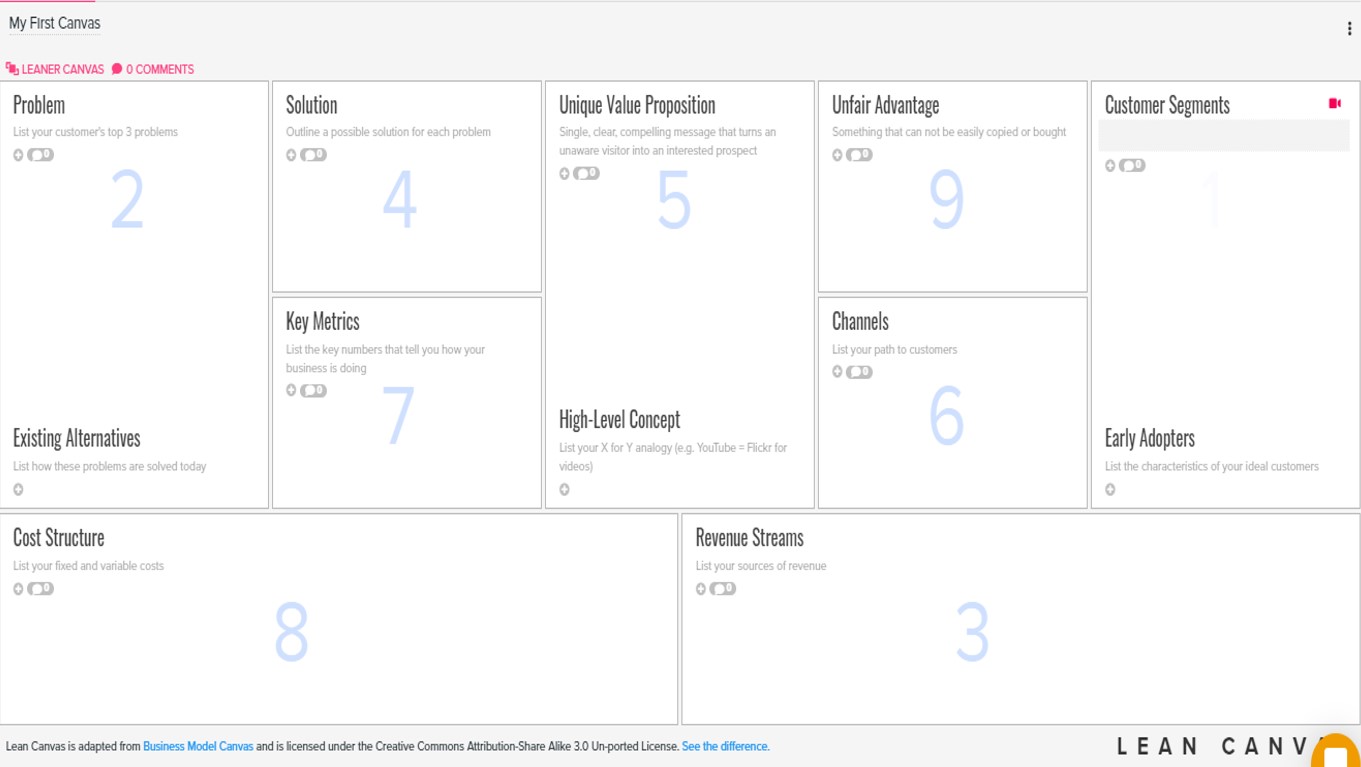 My First Canvas
LEANER CANVAS 0 COMMENTS
Problem
List your customer's top 3 problems
0
2
Existing Alternatives
List how these problems are solved today
Solution
Outline a possible solution for each problem
0
4
Key Metrics
List the key numbers that tell you how your
business is doing
0
7
Unique Value Proposition
Single, clear, compelling message that turns an
unaware visitor into an interested prospect
0
5
High-Level Concept
List your X for Y analogy (e.g. YouTube = Flickr for
videos)
Unfair Advantage
Something that can not be easily copied or bought
0
9
Channels
List your path to customers
0
6
Customer Segments
0
1
Early Adopters
List the characteristics of your ideal customers
Cost Structure
List your fixed and variable costs
0
8
Revenue Streams
List your sources of revenue
0
3
Lean Canvas is adapted from Business Model Canvas and is licensed under the Creative Commons Attribution-Share Alike 3.0 Un-ported License. See the difference.
LEAN CANV